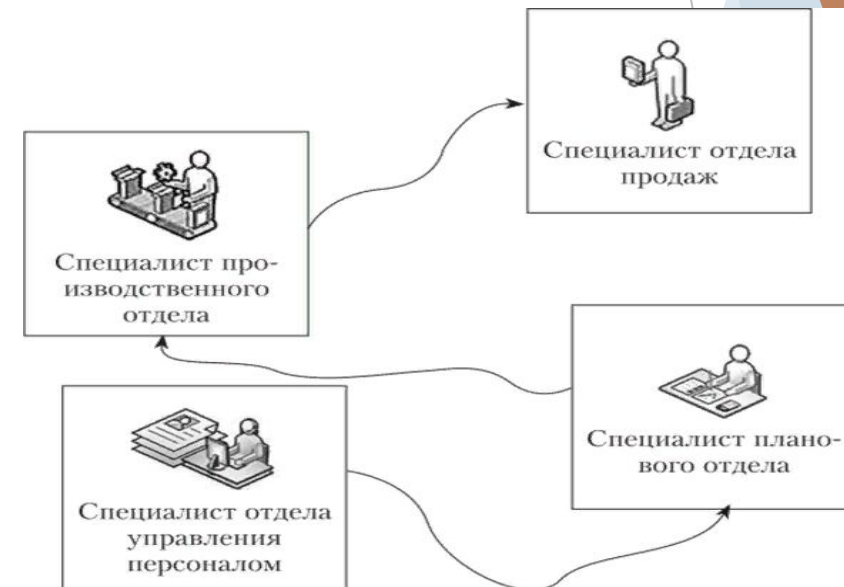 Специалист отдела
продаж
Специалист про-
изводственного
отдела
Специалист плано-
вого отдела
Специалист отдела
управления
персоналом